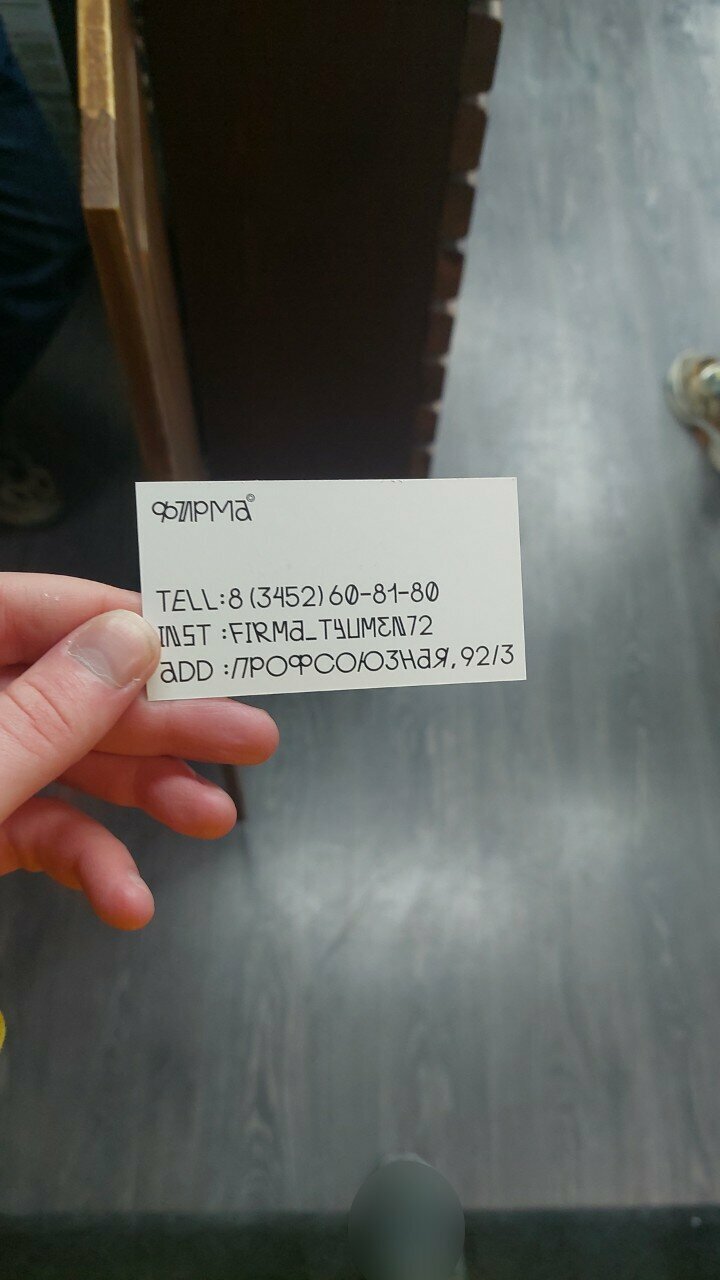 ФИРМа©
TELL:8 (3452) 60-81-80
INST :FIRMa_TYUMEN72
aDD :ПРОФСОЮЗНаЯ, 92/3